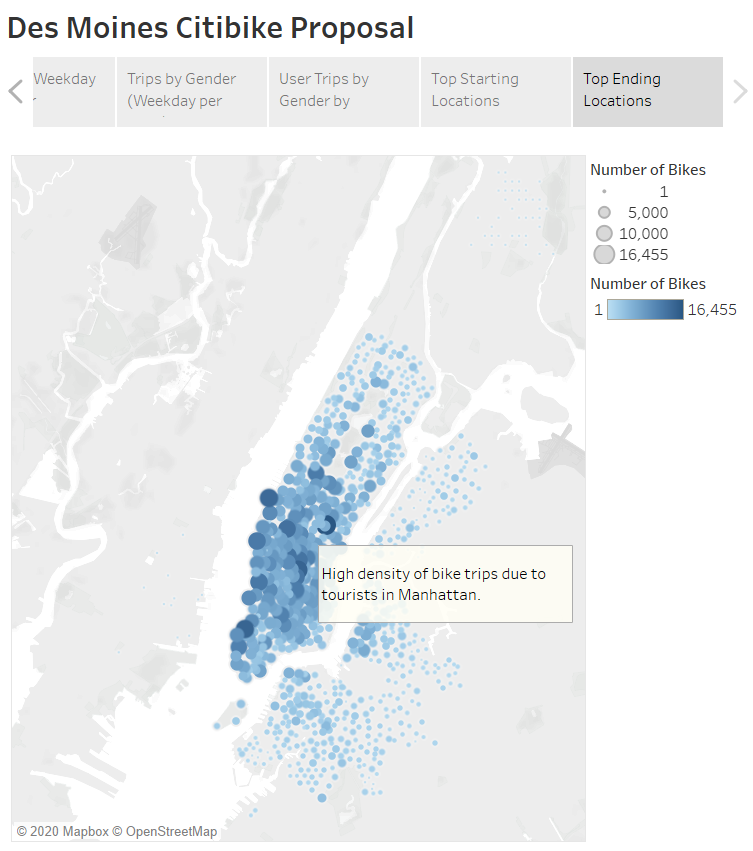 Des Moines Citibike Proposal
Weekday
Trips by Gender
(Weekday per
User Trips by
Gender by
Top Starting
Locations
Top Ending
Locations
Number of Bikes
1
5,000
10,000
16,455
Number of Bikes
1 16,455
High density of bike trips due to
tourists in Manhattan.
© 2020 Mapbox © OpenStreetMap